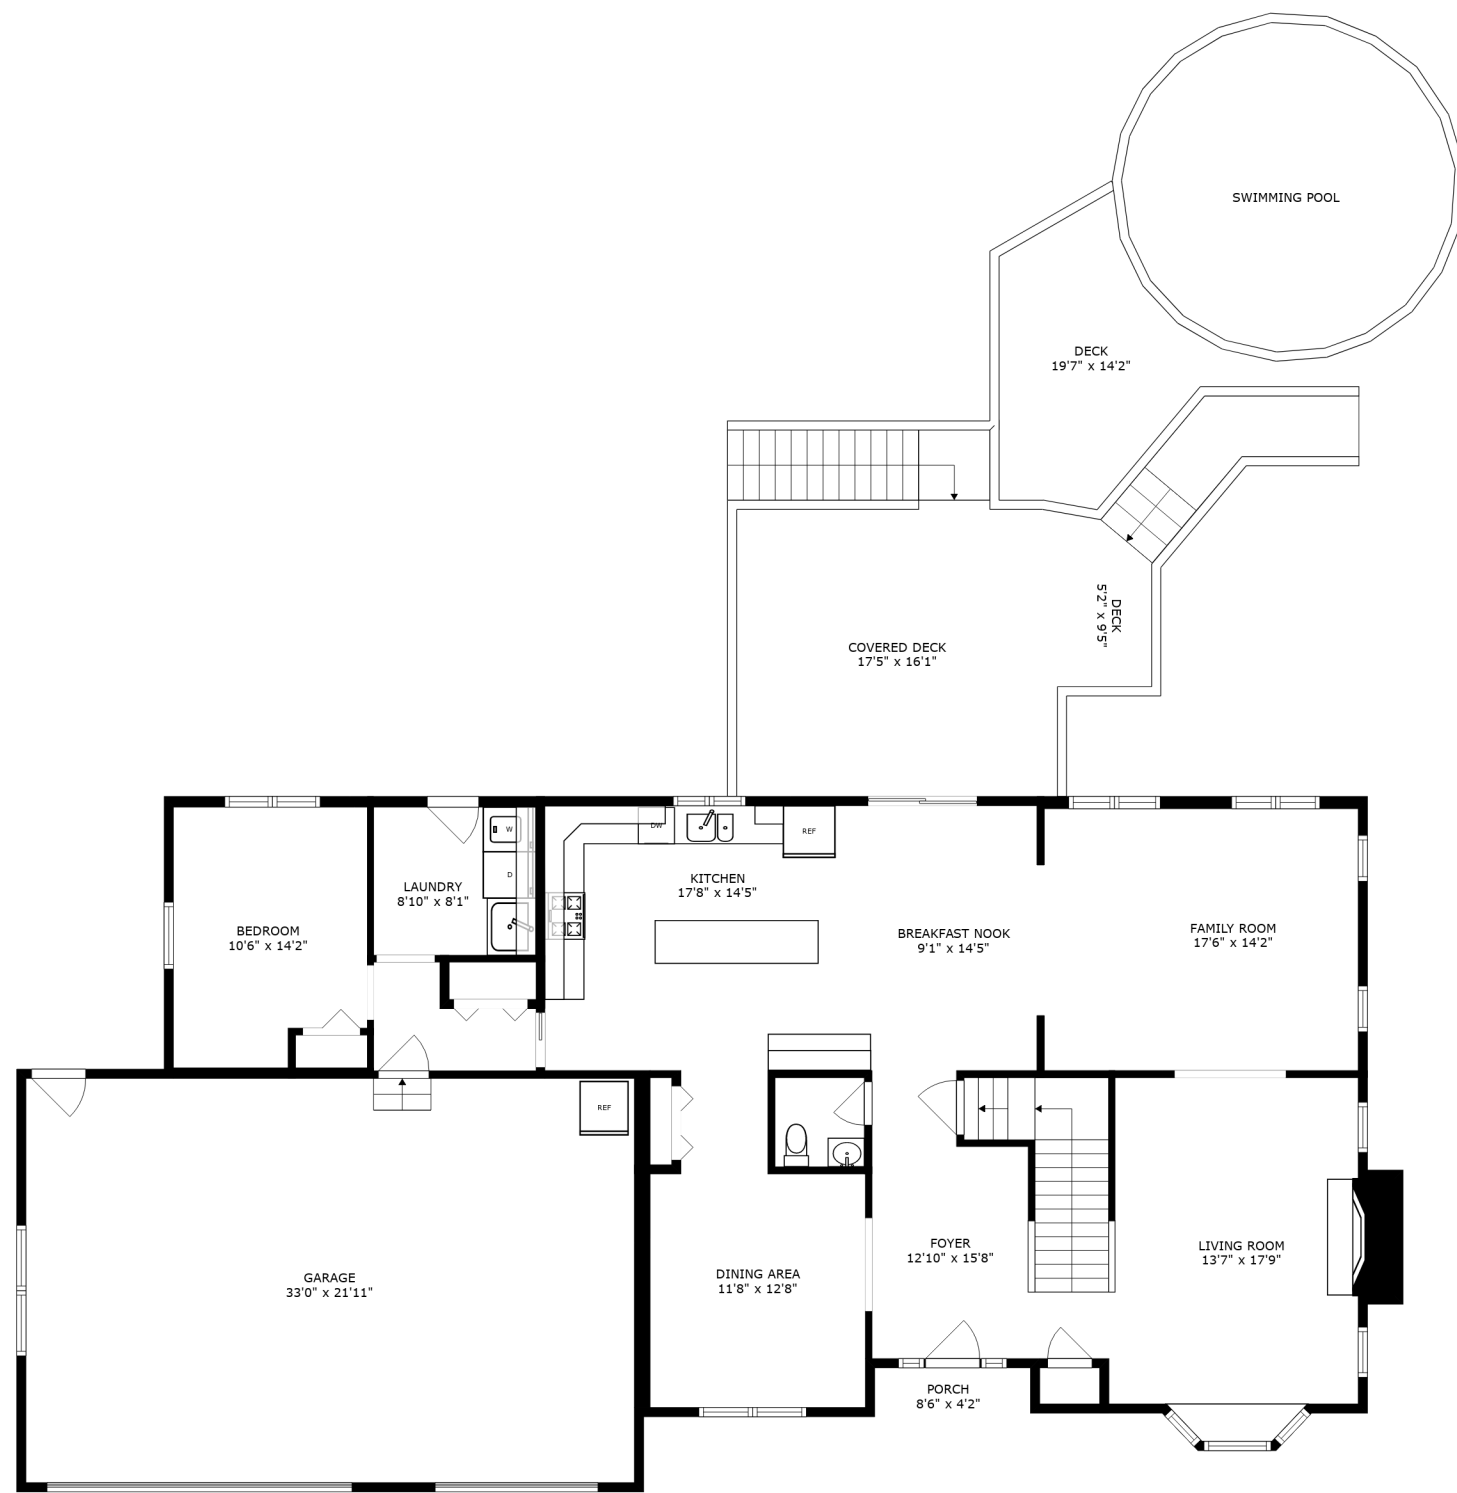 SWIMMING POOL
DECK
19'7" x 14'2"
DECK
5'2" x 9'5"
COVERED DECK
17'5" x 16'1"
DW
REF
W
D
KITCHEN
17'8" x 14'5"
LAUNDRY
8'10" x 8'1"
BEDROOM
10'6" x 14'2"
BREAKFAST NOOK
9'1" x 14'5"
FAMILY ROOM
17'6" x 14'2"
REF
GARAGE
33'0" x 21'11"
DINING AREA
11'8" x 12'8"
FOYER
12'10" x 15'8"
LIVING ROOM
13'7" x 17'9"
PORCH
8'6" x 4'2"